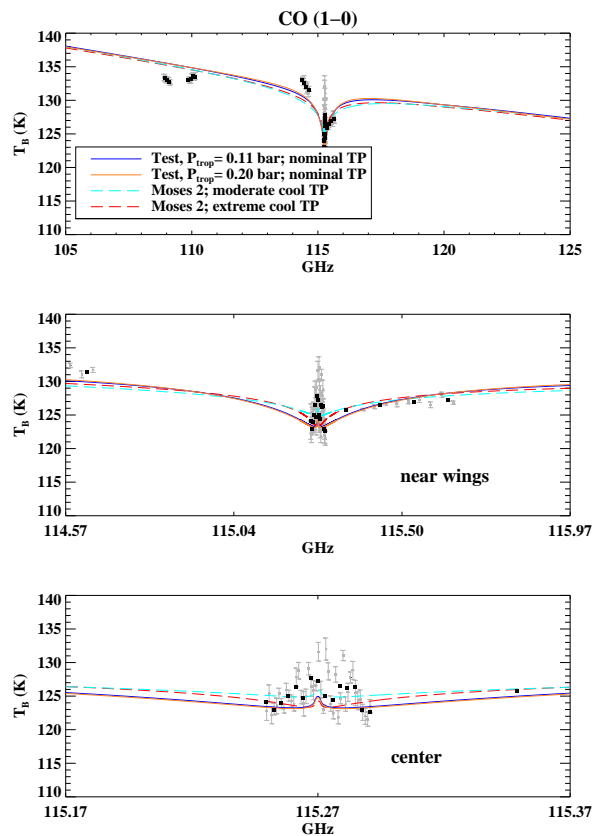 CO (1−0)
140
135
130
125
120
115
110
T_B (K)
Test, P_trop= 0.11 bar; nominal TP
Test, P_trop= 0.20 bar; nominal TP
Moses 2; moderate cool TP
Moses 2; extreme cool TP
105 110 115 120 125
GHz
140
135
130
125
120
115
110
T_B (K)
near wings
114.57 115.04 115.50 115.97
GHz
140
135
130
125
120
115
110
T_B (K)
center
115.17 115.27 115.37
GHz